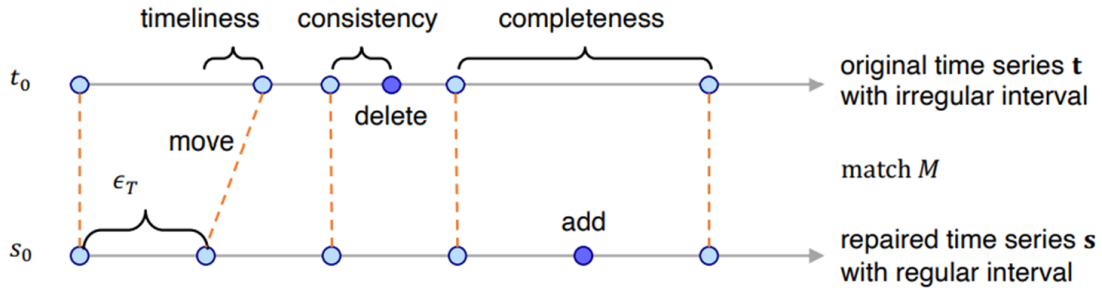 timeliness consistency completeness
t₀
original time series t
with irregular interval
delete
move
match M
ϵ_T
add
s₀
repaired time series s
with regular interval